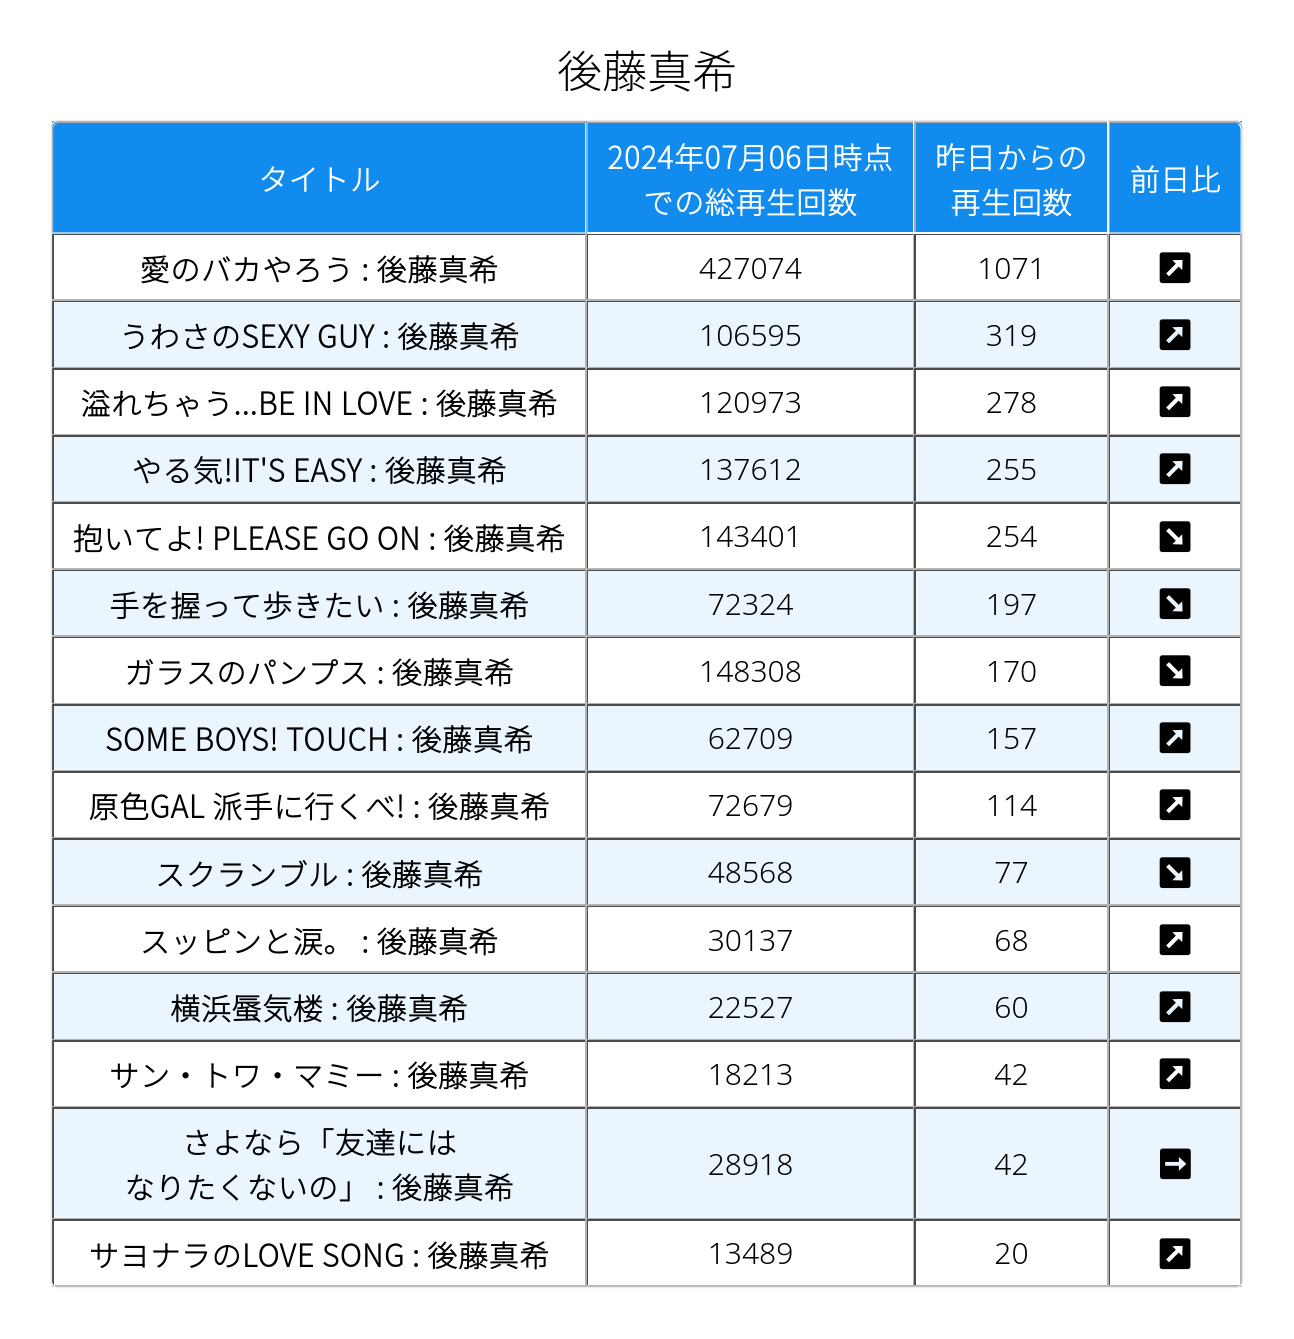 後藤真希
タイトル
2024年07月06日時点
での総再生回数
昨日からの
再生回数
前日比
愛のバカやろう : 後藤真希 427074 1071 ↗
うわさのSEXY GUY : 後藤真希 106595 319 ↗
溢れちゃう...BE IN LOVE : 後藤真希 120973 278 ↗
やる気!IT'S EASY : 後藤真希 137612 255 ↗
抱いてよ! PLEASE GO ON : 後藤真希 143401 254 ↘
手を握って歩きたい : 後藤真希 72324 197 ↘
ガラスのパンプス : 後藤真希 148308 170 ↘
SOME BOYS! TOUCH : 後藤真希 62709 157 ↗
原色GAL 派手に行くべ! : 後藤真希 72679 114 ↗
スクランブル : 後藤真希 48568 77 ↘
スッピンと涙。 : 後藤真希 30137 68 ↗
横浜蜃気楼 : 後藤真希 22527 60 ↗
サン・トワ・マミー : 後藤真希 18213 42 ↗
さよなら「友達には
なりたくないの」 : 後藤真希 28918 42 →
サヨナラのLOVE SONG : 後藤真希 13489 20 ↗